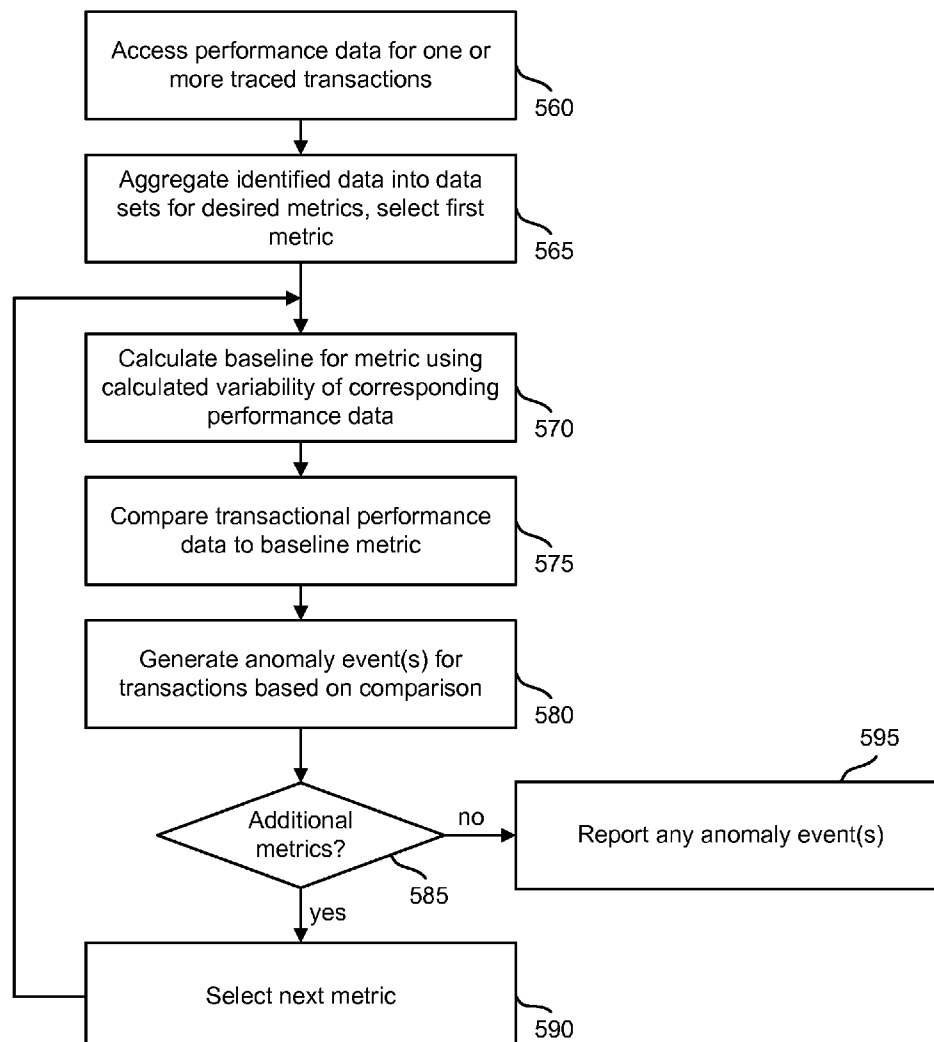 Access performance data for one or
more traced transactions
560
Aggregate identified data into data
sets for desired metrics, select first
metric
565
Calculate baseline for metric using
calculated variability of corresponding
performance data
570
Compare transactional performance
data to baseline metric
575
Generate anomaly event(s) for
transactions based on comparison
580
595
Additional
metrics?
no
Report any anomaly event(s)
585
yes
Select next metric
590